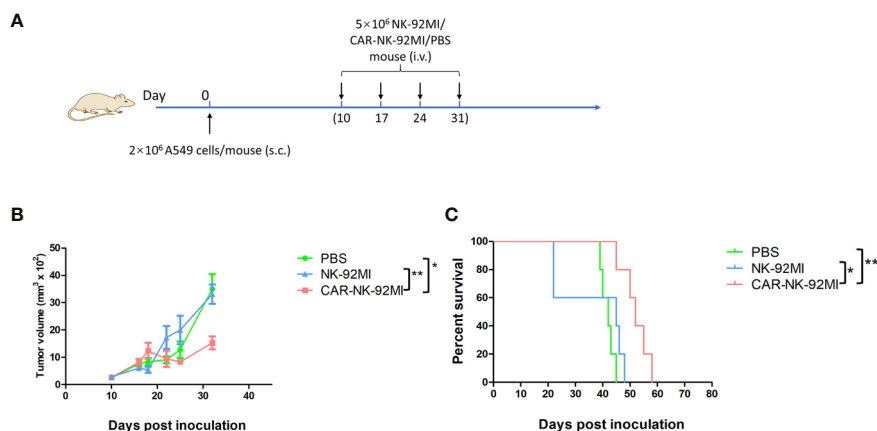 A
5×10⁶ NK-92MI/
CAR-NK-92MI/PBS
mouse (i.v.)
Day 0
(10 17 24 31)
2×10⁶ A549 cells/mouse (s.c.)
B
Tumor volume (mm³ x 10²)
50
40
30
20
10
0
0 10 20 30 40
Days post inoculation
PBS
NK-92MI
CAR-NK-92MI
** *
C
Percent survival
100
80
60
40
20
0
0 10 20 30 40 50 60 70 80
Days post inoculation
PBS
NK-92MI
CAR-NK-92MI
* **